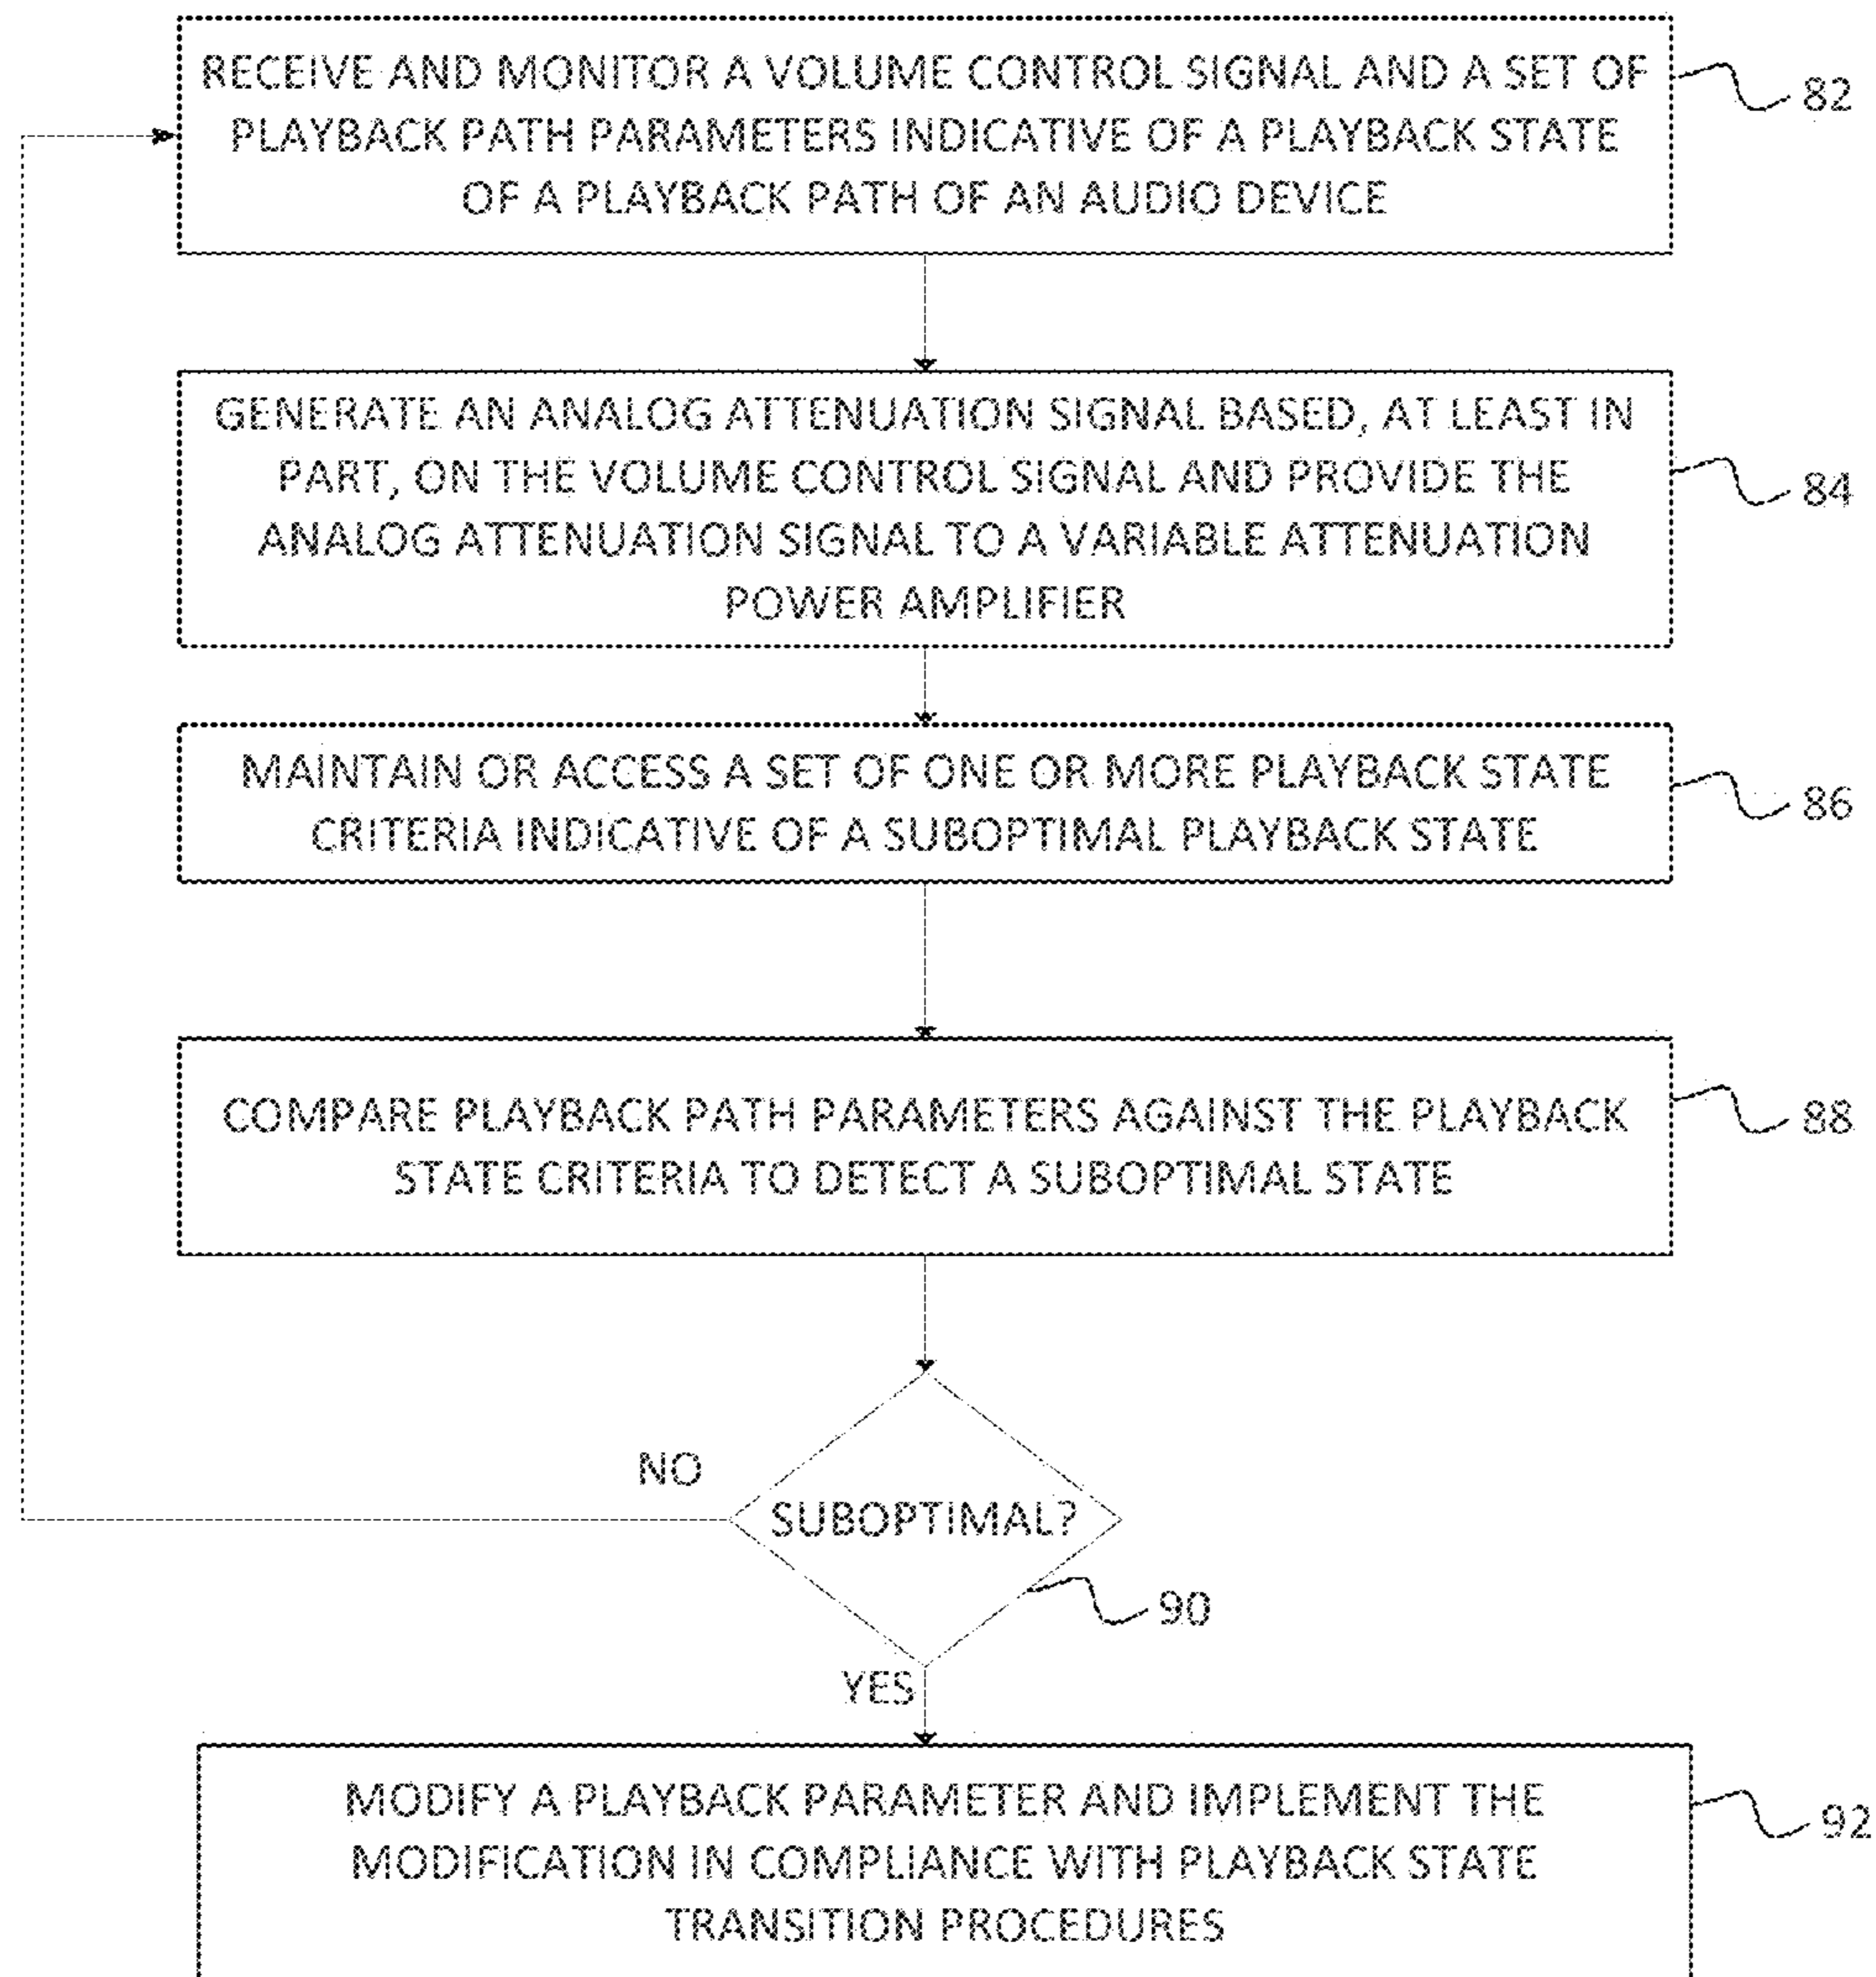 RECEIVE AND MONITOR A VOLUME CONTROL SIGNAL AND A SET OF
PLAYBACK PATH PARAMETERS INDICATIVE OF A PLAYBACK STATE
OF A PLAYBACK PATH OF AN AUDIO DEVICE
82
GENERATE AN ANALOG ATTENUATION SIGNAL BASED, AT LEAST IN
PART, ON THE VOLUME CONTROL SIGNAL AND PROVIDE THE
ANALOG ATTENUATION SIGNAL TO A VARIABLE ATTENUATION
POWER AMPLIFIER
84
MAINTAIN OR ACCESS A SET OF ONE OR MORE PLAYBACK STATE
CRITERIA INDICATIVE OF A SUBOPTIMAL PLAYBACK STATE
86
COMPARE PLAYBACK PATH PARAMETERS AGAINST THE PLAYBACK
STATE CRITERIA TO DETECT A SUBOPTIMAL STATE
88
NO
SUBOPTIMAL?
90
YES
MODIFY A PLAYBACK PARAMETER AND IMPLEMENT THE
MODIFICATION IN COMPLIANCE WITH PLAYBACK STATE
TRANSITION PROCEDURES
92